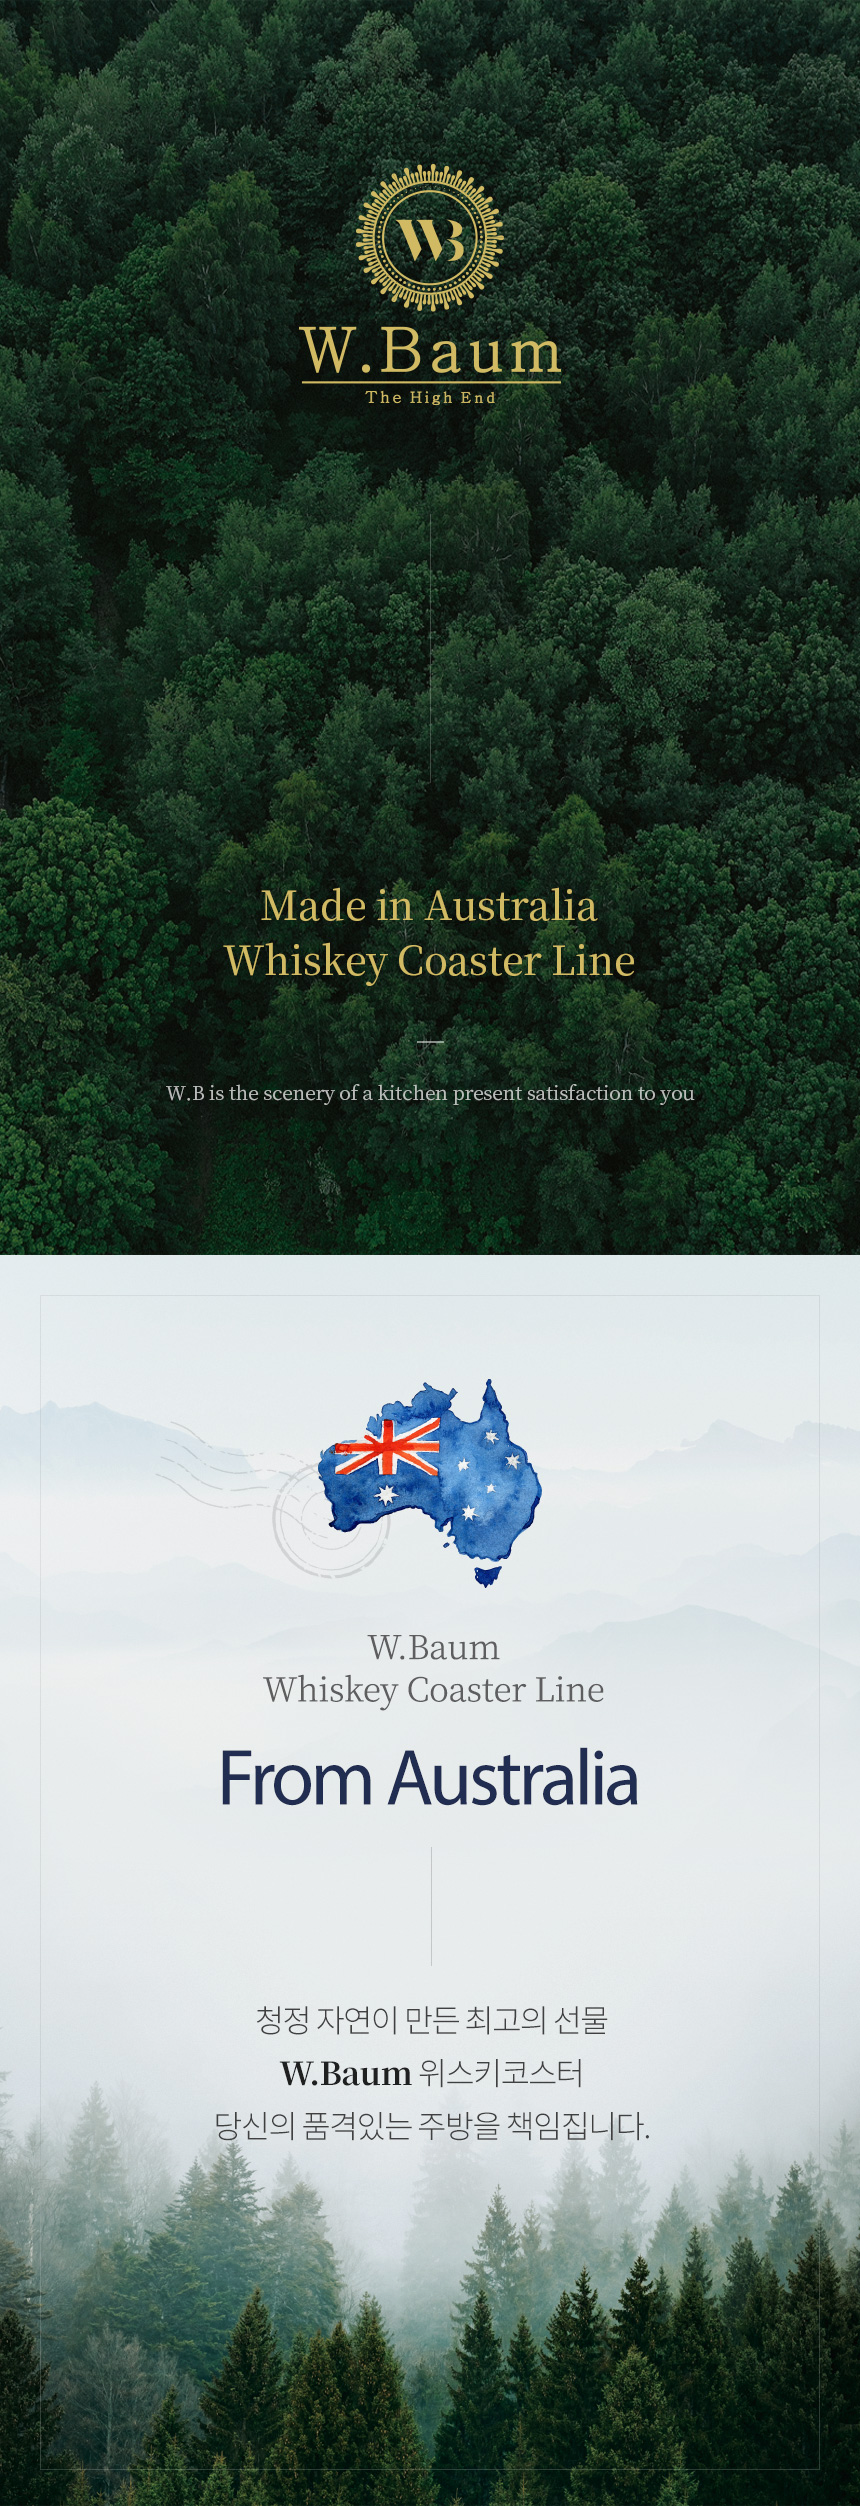 WB
W.Baum
The High End
Made in Australia
Whiskey Coaster Line
W.B is the scenery of a kitchen present satisfaction to you
W.Baum
Whiskey Coaster Line
From Australia
청정 자연이 만든 최고의 선물
W.Baum 위스키코스터
당신의 품격있는 주방을 책임집니다.